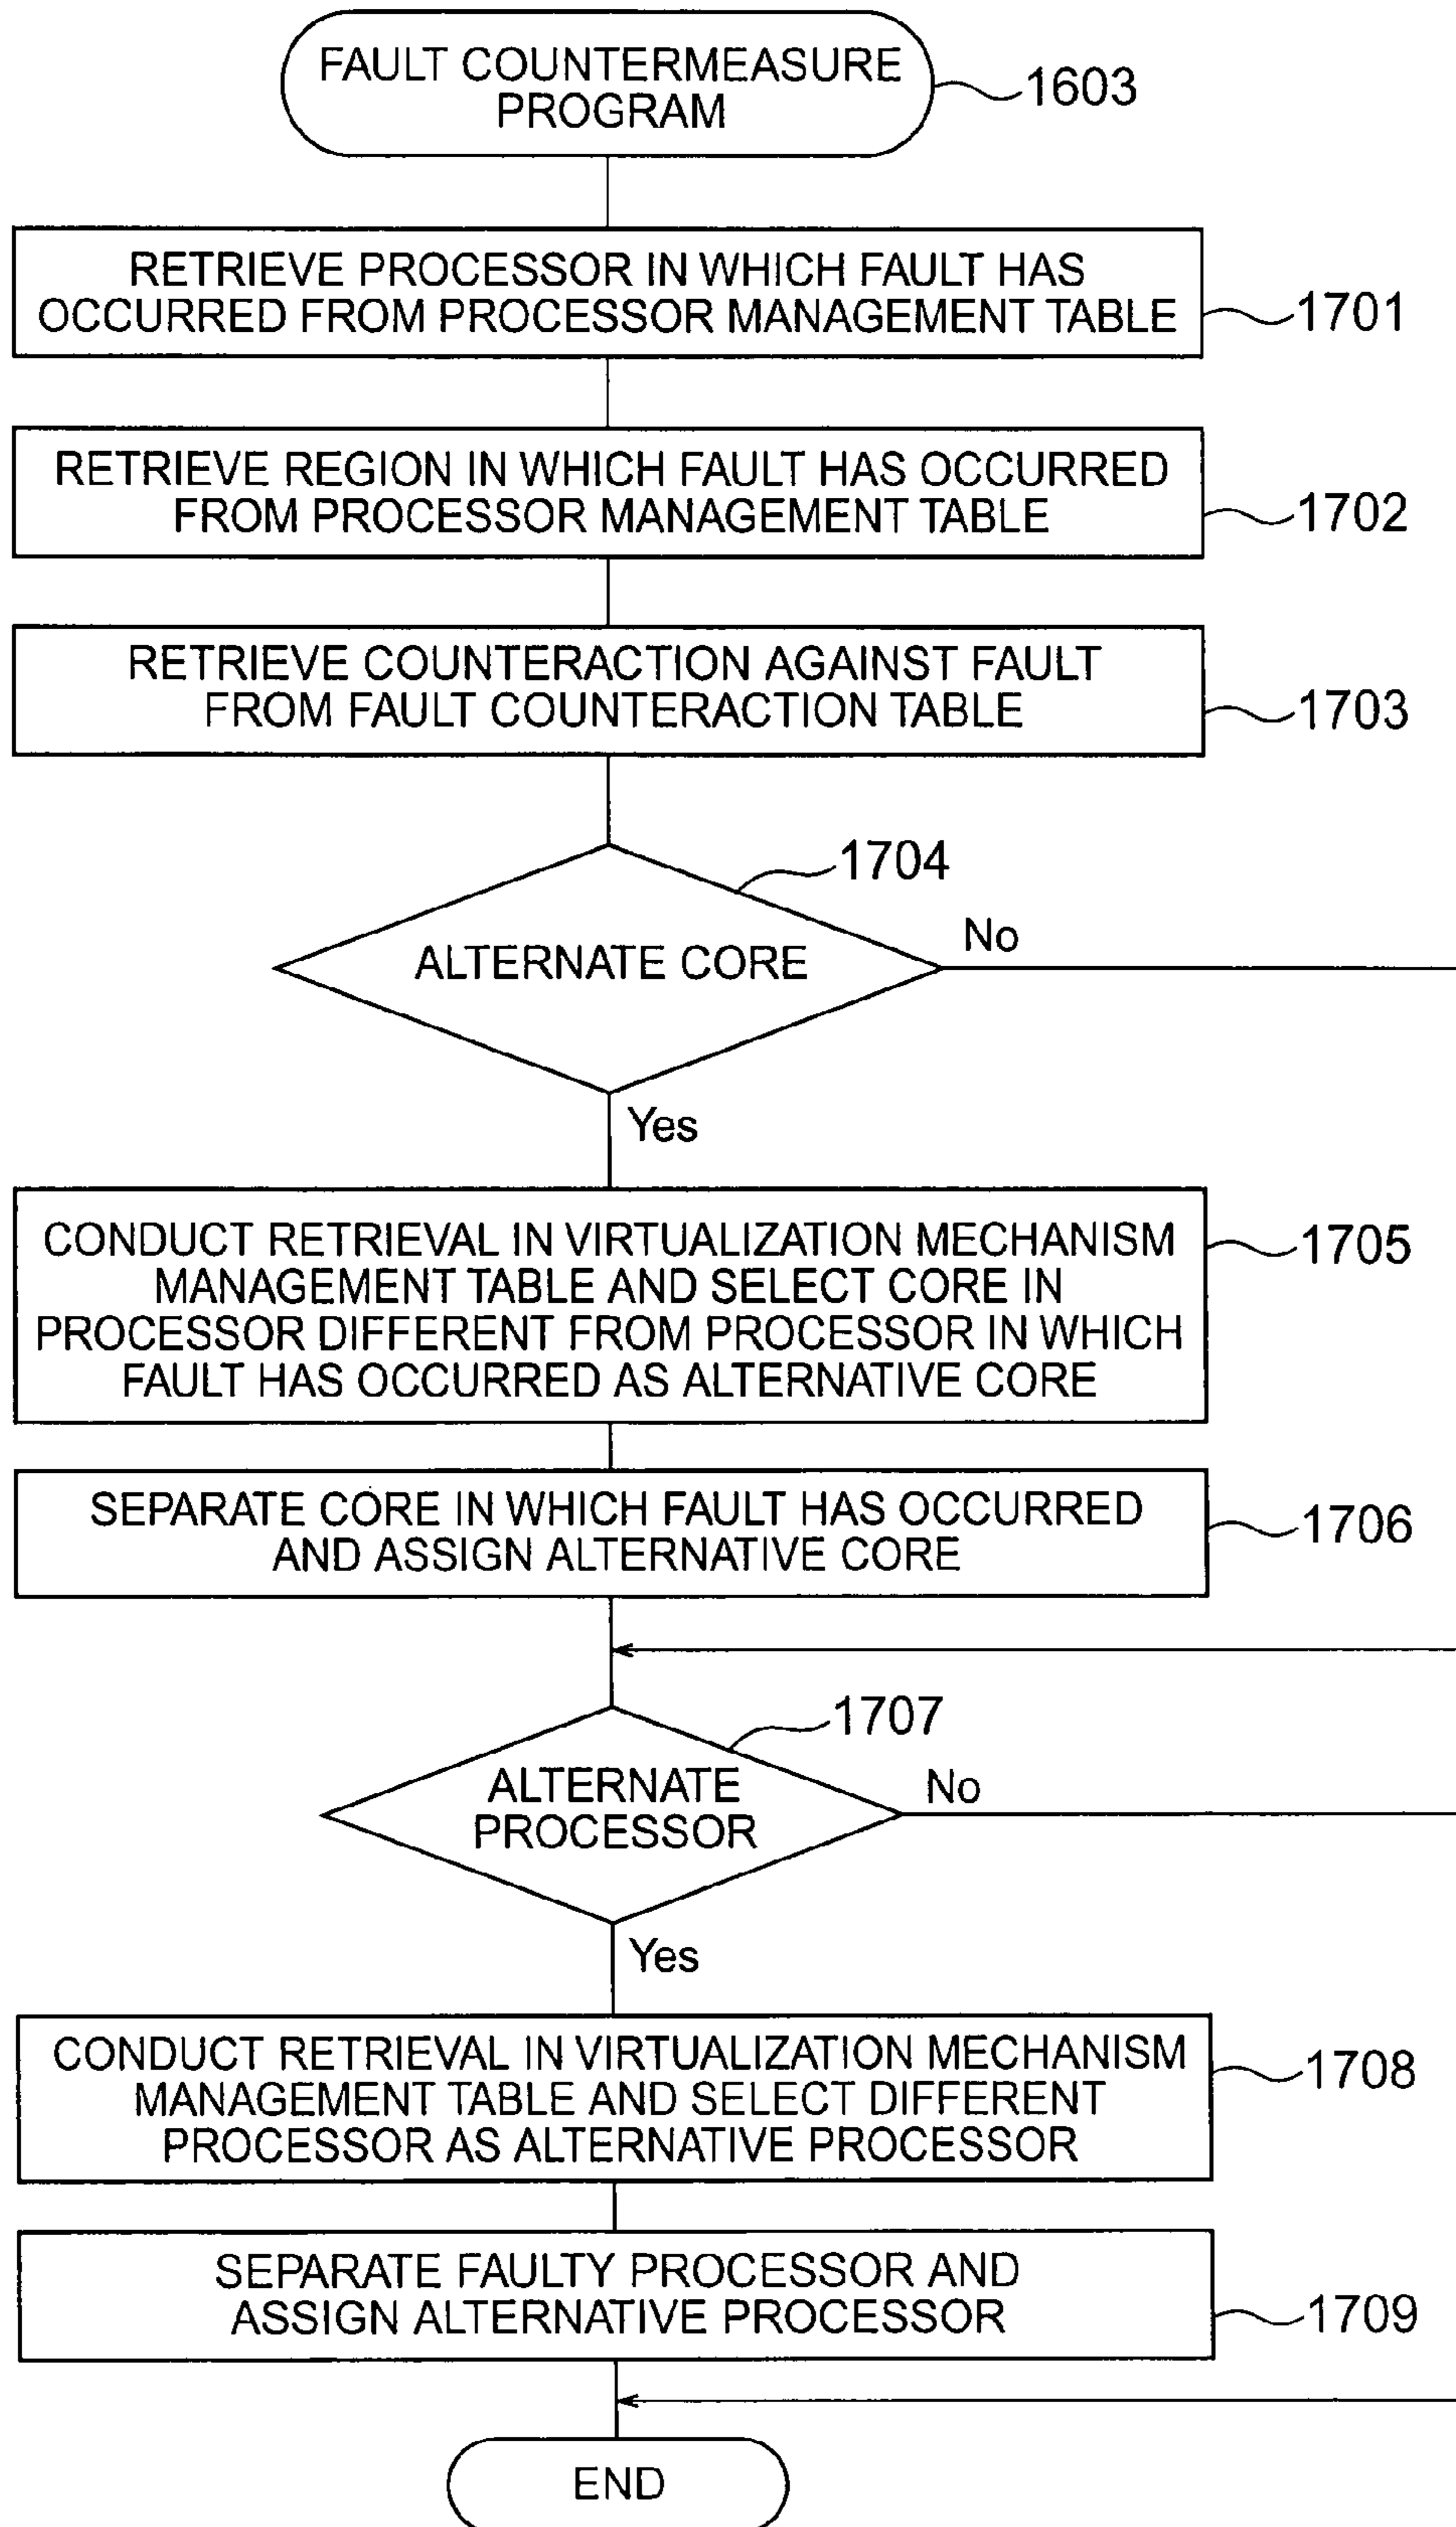 FAULT COUNTERMEASURE
PROGRAM
1603
RETRIEVE PROCESSOR IN WHICH FAULT HAS
OCCURRED FROM PROCESSOR MANAGEMENT TABLE
1701
RETRIEVE REGION IN WHICH FAULT HAS OCCURRED
FROM PROCESSOR MANAGEMENT TABLE
1702
RETRIEVE COUNTERACTION AGAINST FAULT
FROM FAULT COUNTERACTION TABLE
1703
1704
ALTERNATE CORE
No
Yes
CONDUCT RETRIEVAL IN VIRTUALIZATION MECHANISM
MANAGEMENT TABLE AND SELECT CORE IN
PROCESSOR DIFFERENT FROM PROCESSOR IN WHICH
FAULT HAS OCCURRED AS ALTERNATIVE CORE
1705
SEPARATE CORE IN WHICH FAULT HAS OCCURRED
AND ASSIGN ALTERNATIVE CORE
1706
1707
ALTERNATE
PROCESSOR
No
Yes
CONDUCT RETRIEVAL IN VIRTUALIZATION MECHANISM
MANAGEMENT TABLE AND SELECT DIFFERENT
PROCESSOR AS ALTERNATIVE PROCESSOR
1708
SEPARATE FAULTY PROCESSOR AND
ASSIGN ALTERNATIVE PROCESSOR
1709
END